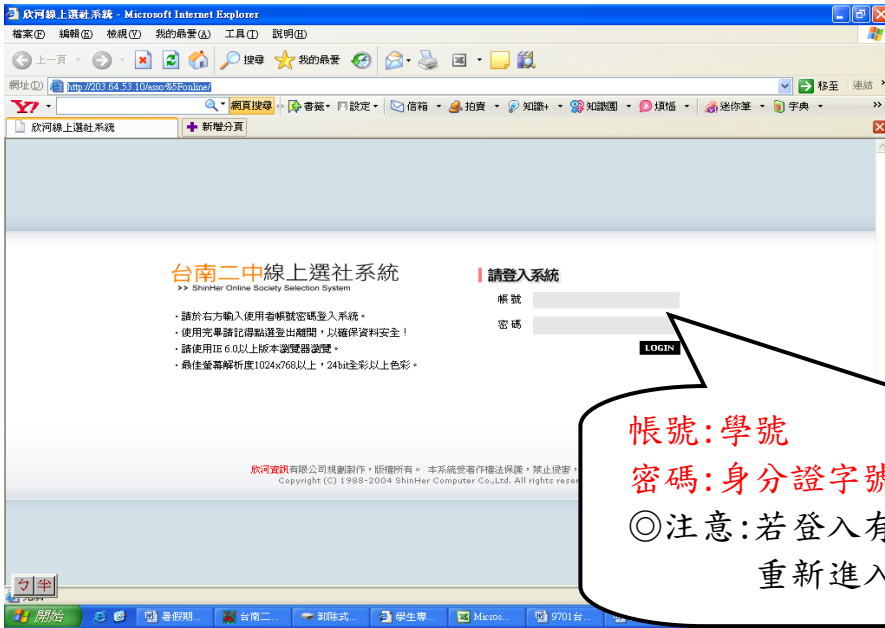 欣河線上選社系統 - Microsoft Internet Explorer
檔案(F) 編輯(E) 檢視(V) 我的最愛(A) 工具(T) 說明(H)
上一頁 搜尋 我的最愛
網址(D) http://203.64.53.10/asso%5Fonline/ 移至 連結 »
Y7 網頁搜尋 書籤 設定 信箱 拍賣 知識+ 知識圈 煩惱 迷你筆 字典 »
欣河線上選社系統 新增分頁
台南二中線上選社系統
>> ShinHer Online Society Selection System
請登入系統
帳號
密碼
LOGIN
‧請於右方輸入使用者帳號密碼登入系統。
‧使用完畢請記得點選登出離開,以確保資料安全!
‧請使用IE 6.0以上版本瀏覽器瀏覽。
‧最佳螢幕解析度1024x768以上,24bit全彩以上色彩。
帳號:學號
密碼:身分證字號
◎注意:若登入有
重新進入
欣河資訊有限公司規劃製作,版權所有。 本系統受著作權法保護,禁止侵害,
Copyright (C) 1988-2004 ShinHer Computer Co.,Ltd. All rights reser
ㄅ 半
開始 暑假期... 台南二... 卸除式... 學生專... Micros... 9701台...